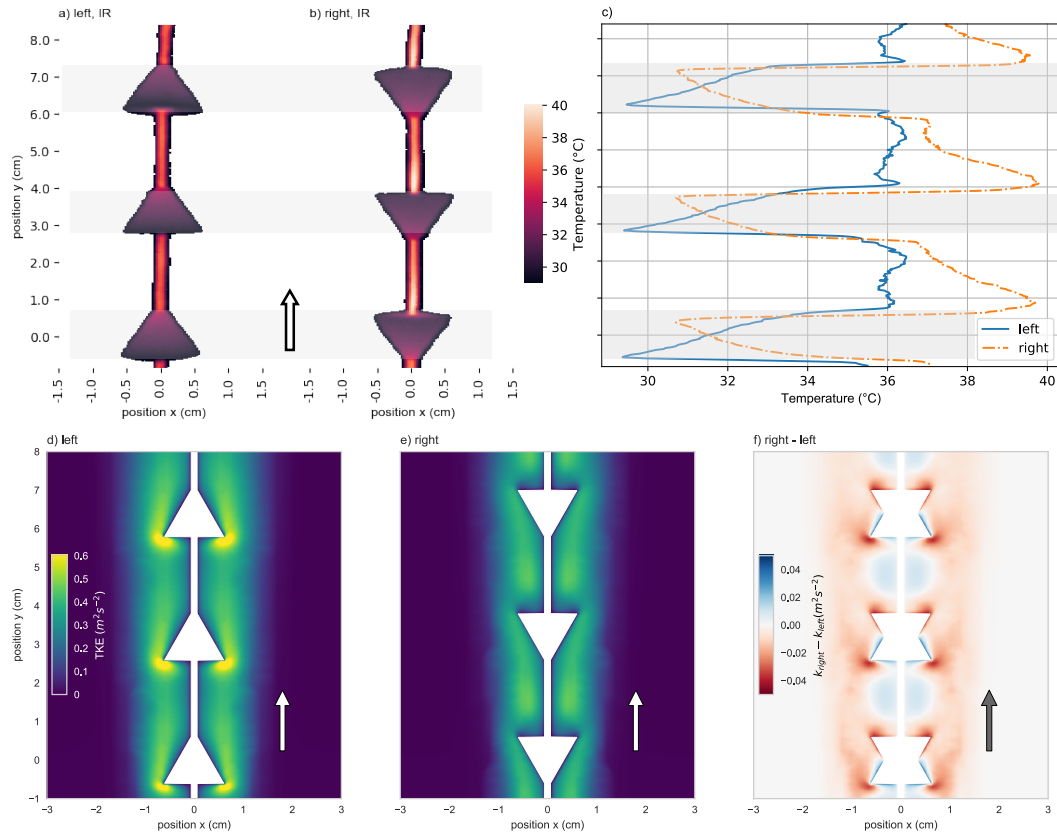 a) left, IR
b) right, IR
c)
8.0
7.0
6.0
5.0
4.0
3.0
2.0
1.0
0.0
position y (cm)
-1.5
-1.0
-0.5
0.0
0.5
1.0
1.5
position x (cm)
-1.5
-1.0
-0.5
0.0
0.5
1.0
1.5
position x (cm)
40
38
36
34
32
30
Temperature (°C)
left
right
30 32 34 36 38 40
Temperature (°C)
d) left
e) right
f) right - left
8
7
6
5
4
3
2
1
0
−1
position y (cm)
0.6
0.5
0.4
0.3
0.2
0.1
0
TKE (m²s⁻²)
−3 −2 −1 0 1 2 3
position x (cm)
−3 −2 −1 0 1 2 3
position x (cm)
0.04
0.02
0.00
−0.02
−0.04
k_right − k_left (m²s⁻²)
−3 −2 −1 0 1 2 3
position x (cm)